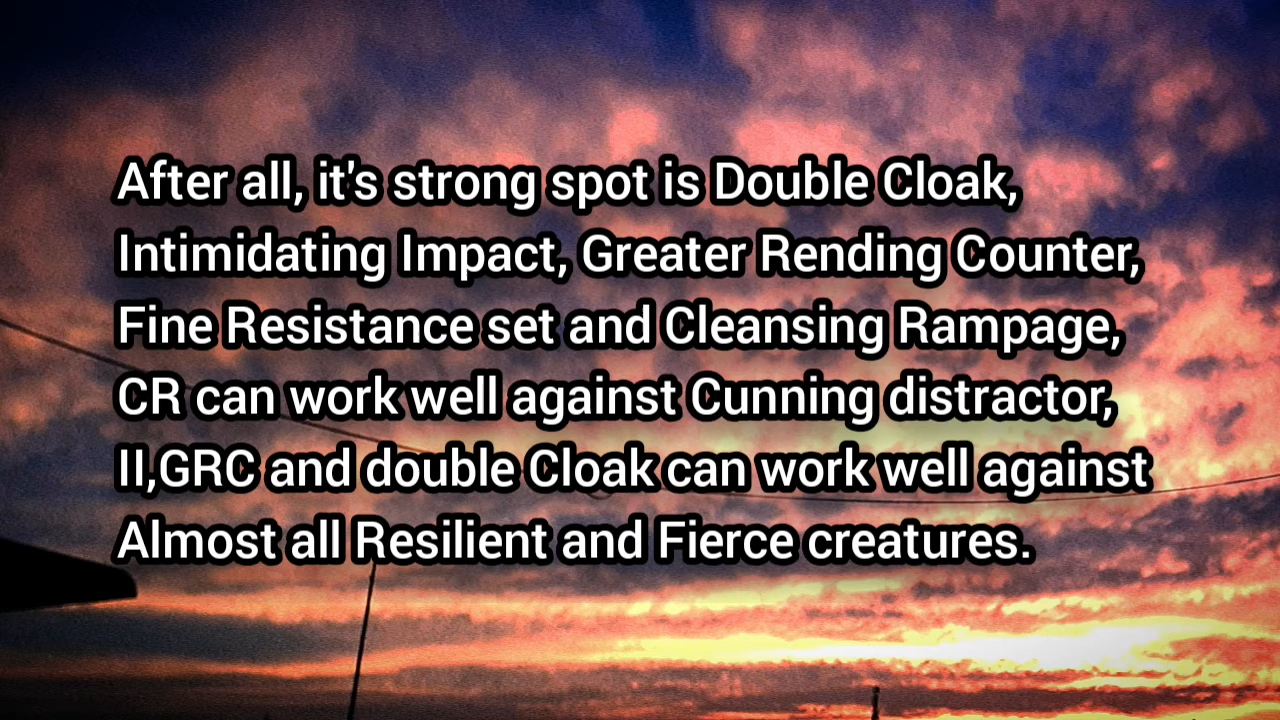 After all, it's strong spot is Double Cloak,
Intimidating Impact, Greater Rending Counter,
Fine Resistance set and Cleansing Rampage,
CR can work well against Cunning distractor,
II,GRC and double Cloak can work well against
Almost all Resilient and Fierce creatures.